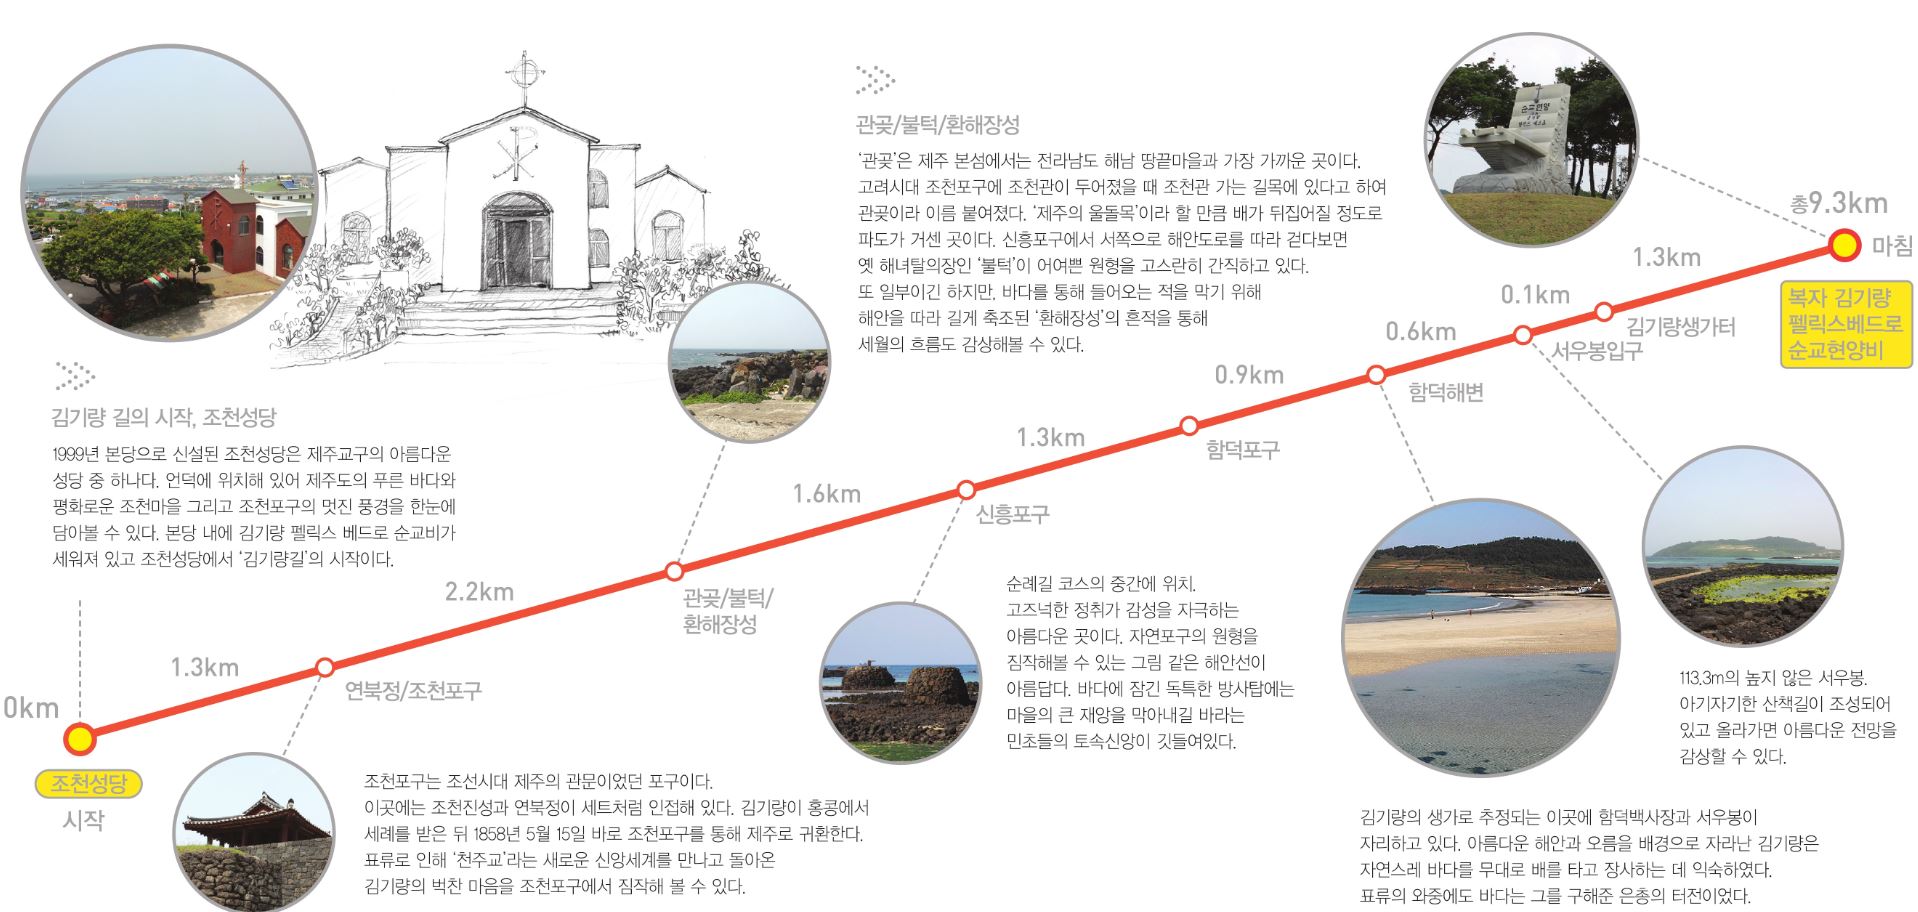 김기량 길의 시작, 조천성당
1999년 본당으로 신설된 조천성당은 제주교구의 아름다운
성당 중 하나다. 언덕에 위치해 있어 제주도의 푸른 바다와
평화로운 조천마을 그리고 조천포구의 멋진 풍경을 한눈에
담아볼 수 있다. 본당 내에 김기량 펠릭스 베드로 순교비가
세워져 있고 조천성당에서 ‘김기량길’의 시작이다.
관곶/불턱/환해장성
‘관곶’은 제주 본섬에서는 전라남도 해남 땅끝마을과 가장 가까운 곳이다.
고려시대 조천포구에 조천관이 두어졌을 때 조천관 가는 길목에 있다고 하여
관곶이라 이름 붙여졌다. ‘제주의 울돌목’이라 할 만큼 배가 뒤집어질 정도로
파도가 거센 곳이다. 신흥포구에서 서쪽으로 해안도로를 따라 걷다보면
옛 해녀탈의장인 ‘불턱’이 어여쁜 원형을 고스란히 간직하고 있다.
또 일부이긴 하지만, 바다를 통해 들어오는 적을 막기 위해
해안을 따라 길게 축조된 ‘환해장성’의 흔적을 통해
세월의 흐름도 감상해볼 수 있다.
순교현양
0km
조천성당
시작
1.3km
연북정/조천포구
2.2km
관곶/불턱/
환해장성
1.6km
신흥포구
1.3km
함덕포구
0.9km
함덕해변
0.6km
서우봉입구
0.1km
김기량생가터
1.3km
총9.3km
마침
복자 김기량
펠릭스베드로
순교현양비
조천포구는 조선시대 제주의 관문이었던 포구이다.
이곳에는 조천진성과 연북정이 세트처럼 인접해 있다. 김기량이 홍콩에서
세례를 받은 뒤 1858년 5월 15일 바로 조천포구를 통해 제주로 귀환한다.
표류로 인해 ‘천주교’라는 새로운 신앙세계를 만나고 돌아온
김기량의 벅찬 마음을 조천포구에서 짐작해 볼 수 있다.
순례길 코스의 중간에 위치.
고즈넉한 정취가 감성을 자극하는
아름다운 곳이다. 자연포구의 원형을
짐작해볼 수 있는 그림 같은 해안선이
아름답다. 바다에 잠긴 독특한 방사탑에는
마을의 큰 재앙을 막아내길 바라는
민초들의 토속신앙이 깃들여있다.
113.3m의 높지 않은 서우봉.
아기자기한 산책길이 조성되어
있고 올라가면 아름다운 전망을
감상할 수 있다.
김기량의 생가로 추정되는 이곳에 함덕백사장과 서우봉이
자리하고 있다. 아름다운 해안과 오름을 배경으로 자라난 김기량은
자연스레 바다를 무대로 배를 타고 장사하는 데 익숙하였다.
표류의 와중에도 바다는 그를 구해준 은총의 터전이었다.